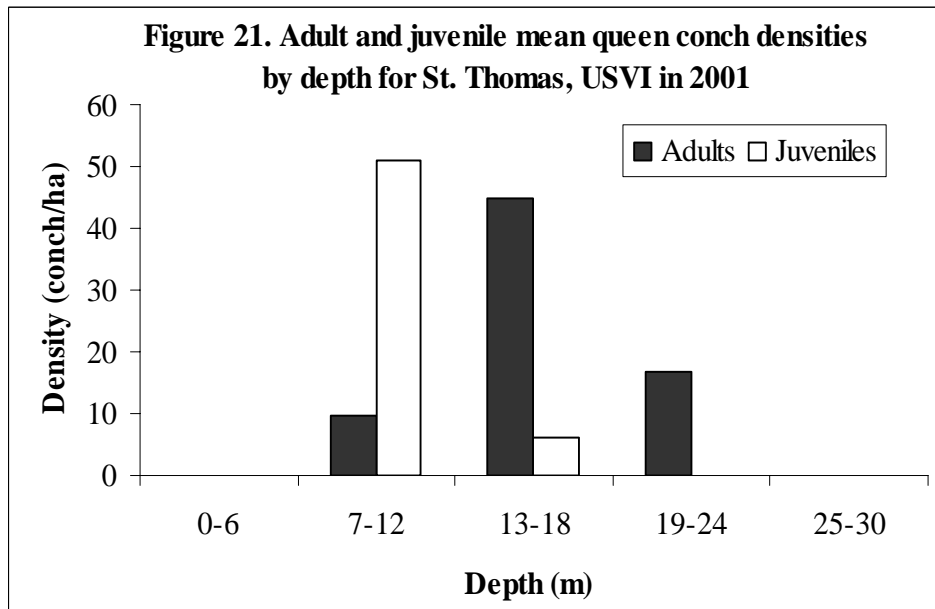 Figure 21. Adult and juvenile mean queen conch densities
by depth for St. Thomas, USVI in 2001
60
50
40
30
20
10
0
Density (conch/ha)
Adults Juveniles
0-6 7-12 13-18 19-24 25-30
Depth (m)